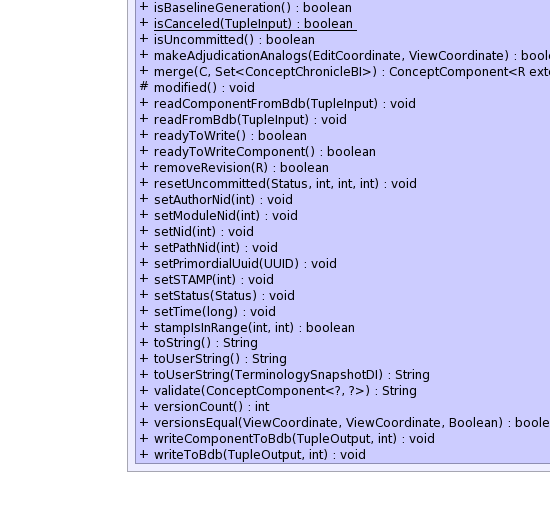 + isBaselineGeneration() : boolean
+ isCanceled(TupleInput) : boolean
+ isUncommitted() : boolean
+ makeAdjudicationAnalogs(EditCoordinate, ViewCoordinate) :
+ merge(C, Set<ConceptChronicleBI>) : ConceptComponent<R
# modified() : void
+ readComponentFromBdb(TupleInput) : void
+ readFromBdb(TupleInput) : void
+ readyToWrite() : boolean
+ readyToWriteComponent() : boolean
+ removeRevision(R) : boolean
+ resetUncommitted(Status, int, int, int) : void
+ setAuthorNid(int) : void
+ setModuleNid(int) : void
+ setNid(int) : void
+ setPathNid(int) : void
+ setPrimordialUuid(UUID) : void
+ setSTAMP(int) : void
+ setStatus(Status) : void
+ setTime(long) : void
+ stampIsInRange(int, int) : boolean
+ toString() : String
+ toUserString() : String
+ toUserString(TerminologySnapshotDI) : String
+ validate(ConceptComponent<?, ?>) : String
+ versionCount() : int
+ versionsEqual(ViewCoordinate, ViewCoordinate, Boolean) :
+ writeComponentToBdb(TupleOutput, int) : void
+ writeToBdb(TupleOutput, int) : void